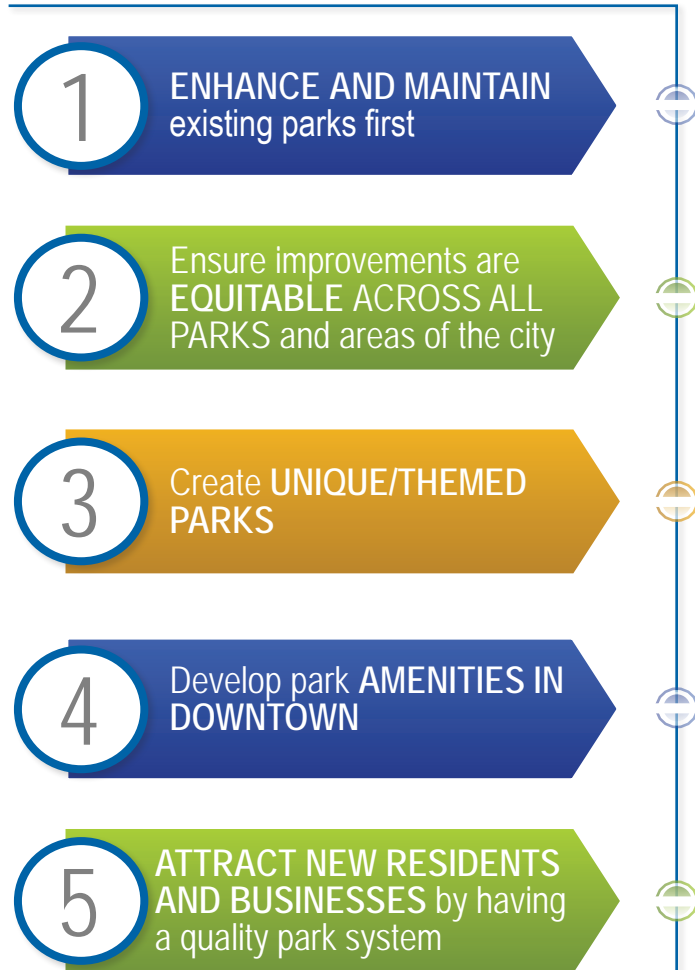 1
ENHANCE AND MAINTAIN
existing parks first
2
Ensure improvements are
EQUITABLE ACROSS ALL
PARKS and areas of the city
3
Create UNIQUE/THEMED
PARKS
4
Develop park AMENITIES IN
DOWNTOWN
5
ATTRACT NEW RESIDENTS
AND BUSINESSES by having
a quality park system